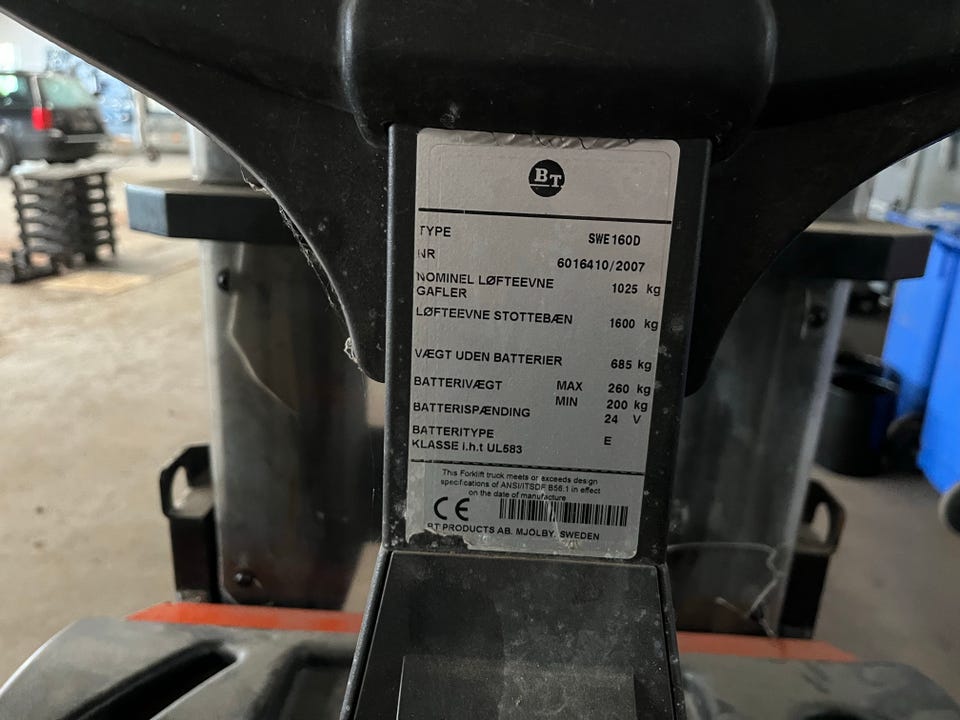 BT
TYPE SWE160D
NR 6016410/2007
NOMINEL LØFTEEVNE 1025 kg
GAFLER
LØFTEEVNE STOTTEBÆN 1600 kg
VÆGT UDEN BATTERIER 685 kg
BATTERIVÆGT MAX 260 kg
MIN 200 kg
BATTERISPÆNDING 24 V
BATTERITYPE E
KLASSE i.h.t UL583
This Forklift truck meets or exceeds design
specifications of ANSI/ITSDF B56.1 in effect
on the date of manufacture
CE
BT PRODUCTS AB. MJÖLBY. SWEDEN